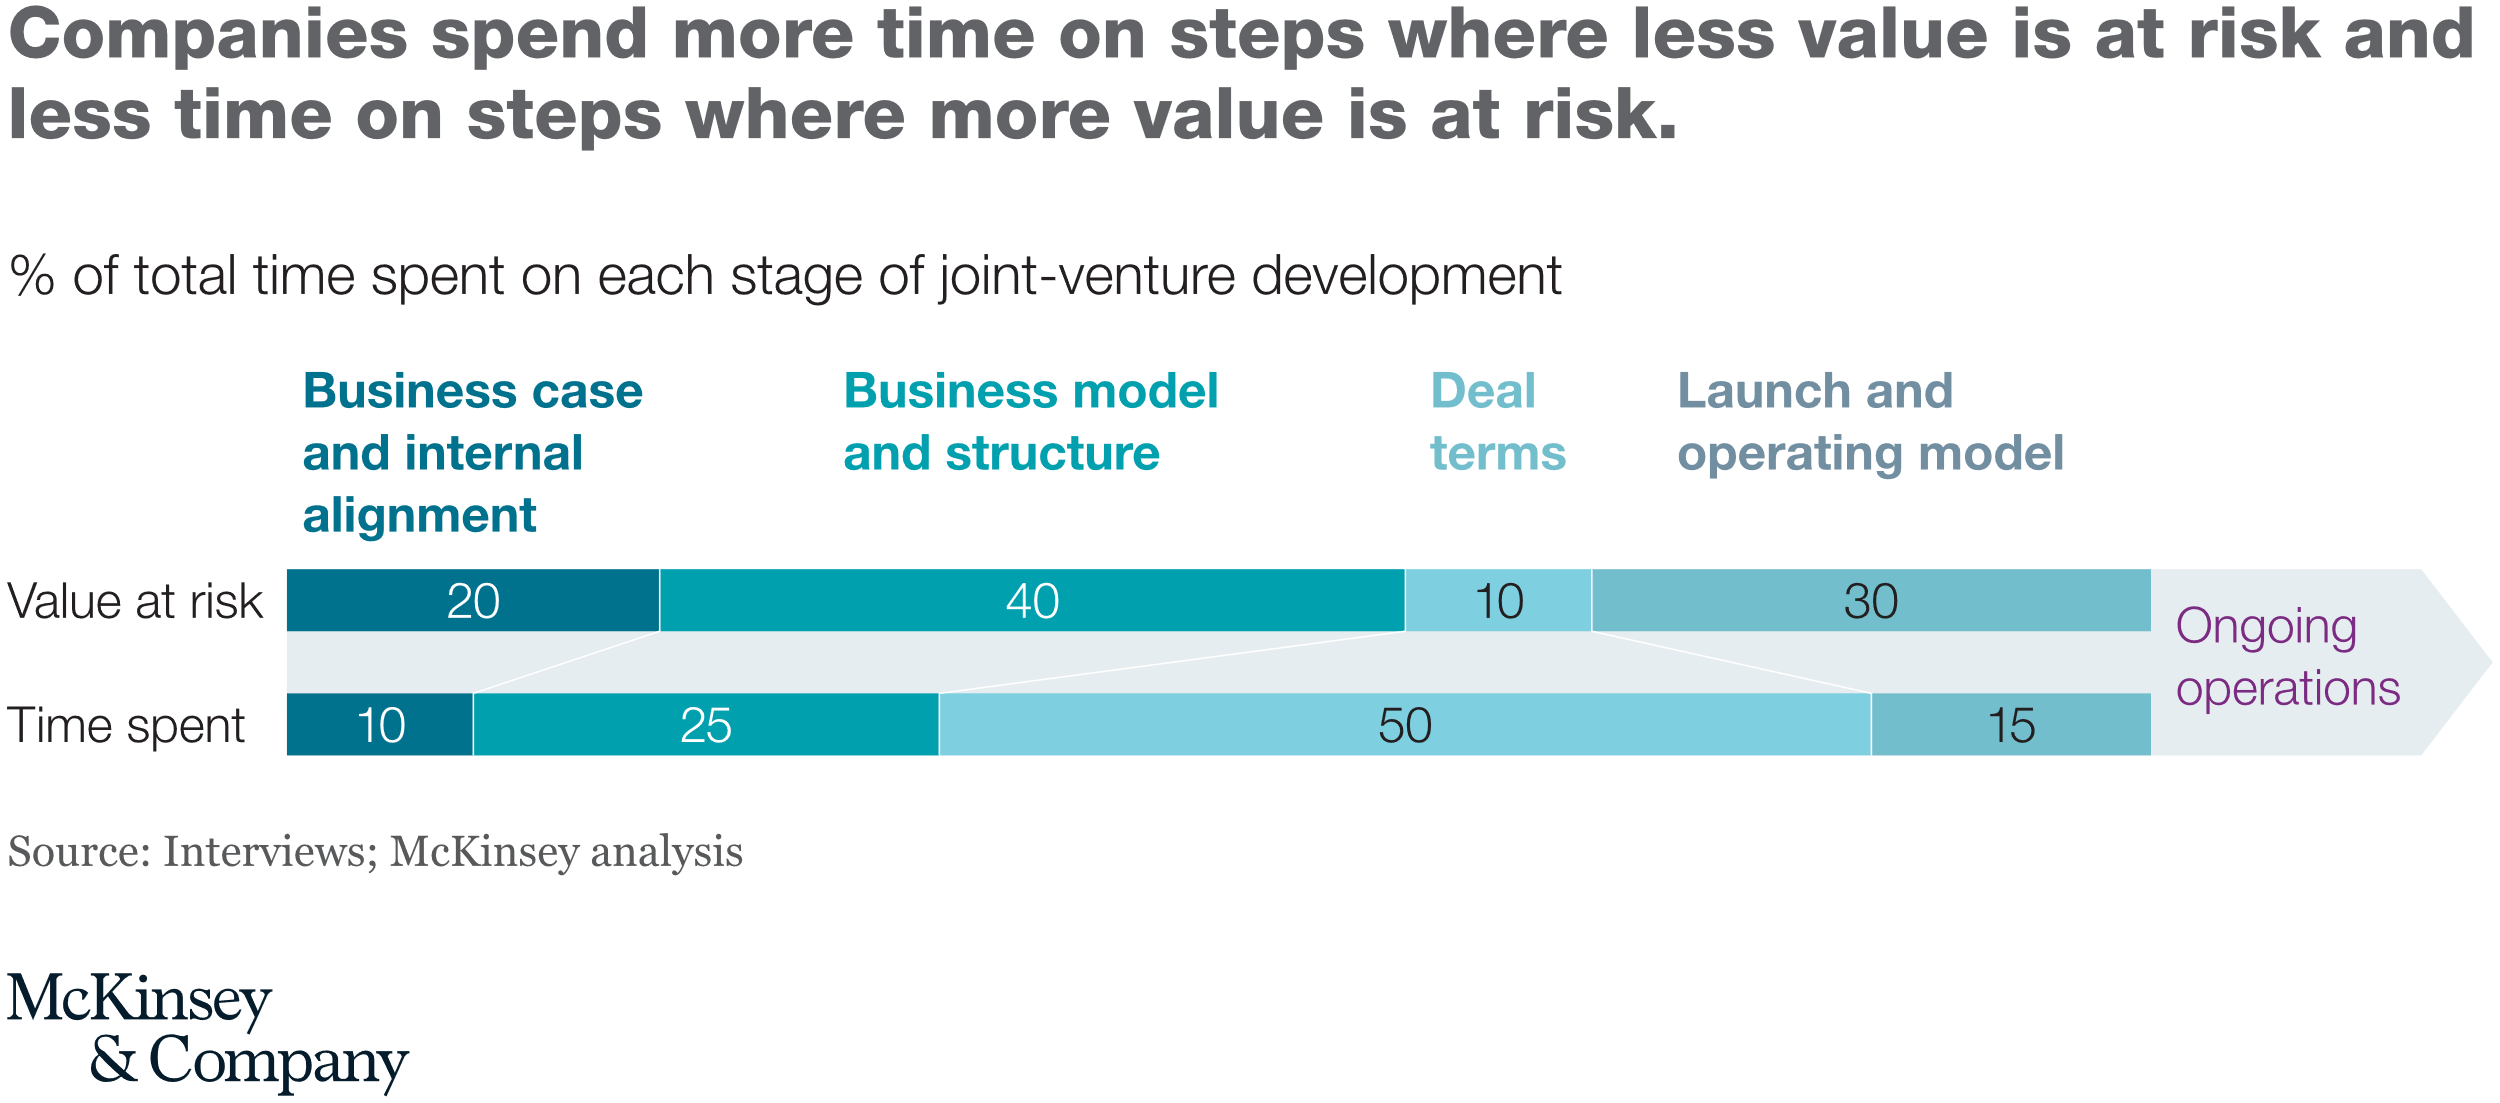 Companies spend more time on steps where less value is at risk and
less time on steps where more value is at risk.
% of total time spent on each stage of joint-venture development
Business case
and internal
alignment
Business model
and structure
Deal
terms
Launch and
operating model
Value at risk
20
40
10
30
Time spent
10
25
50
15
Ongoing
operations
Source: Interviews; McKinsey analysis
McKinsey
& Company